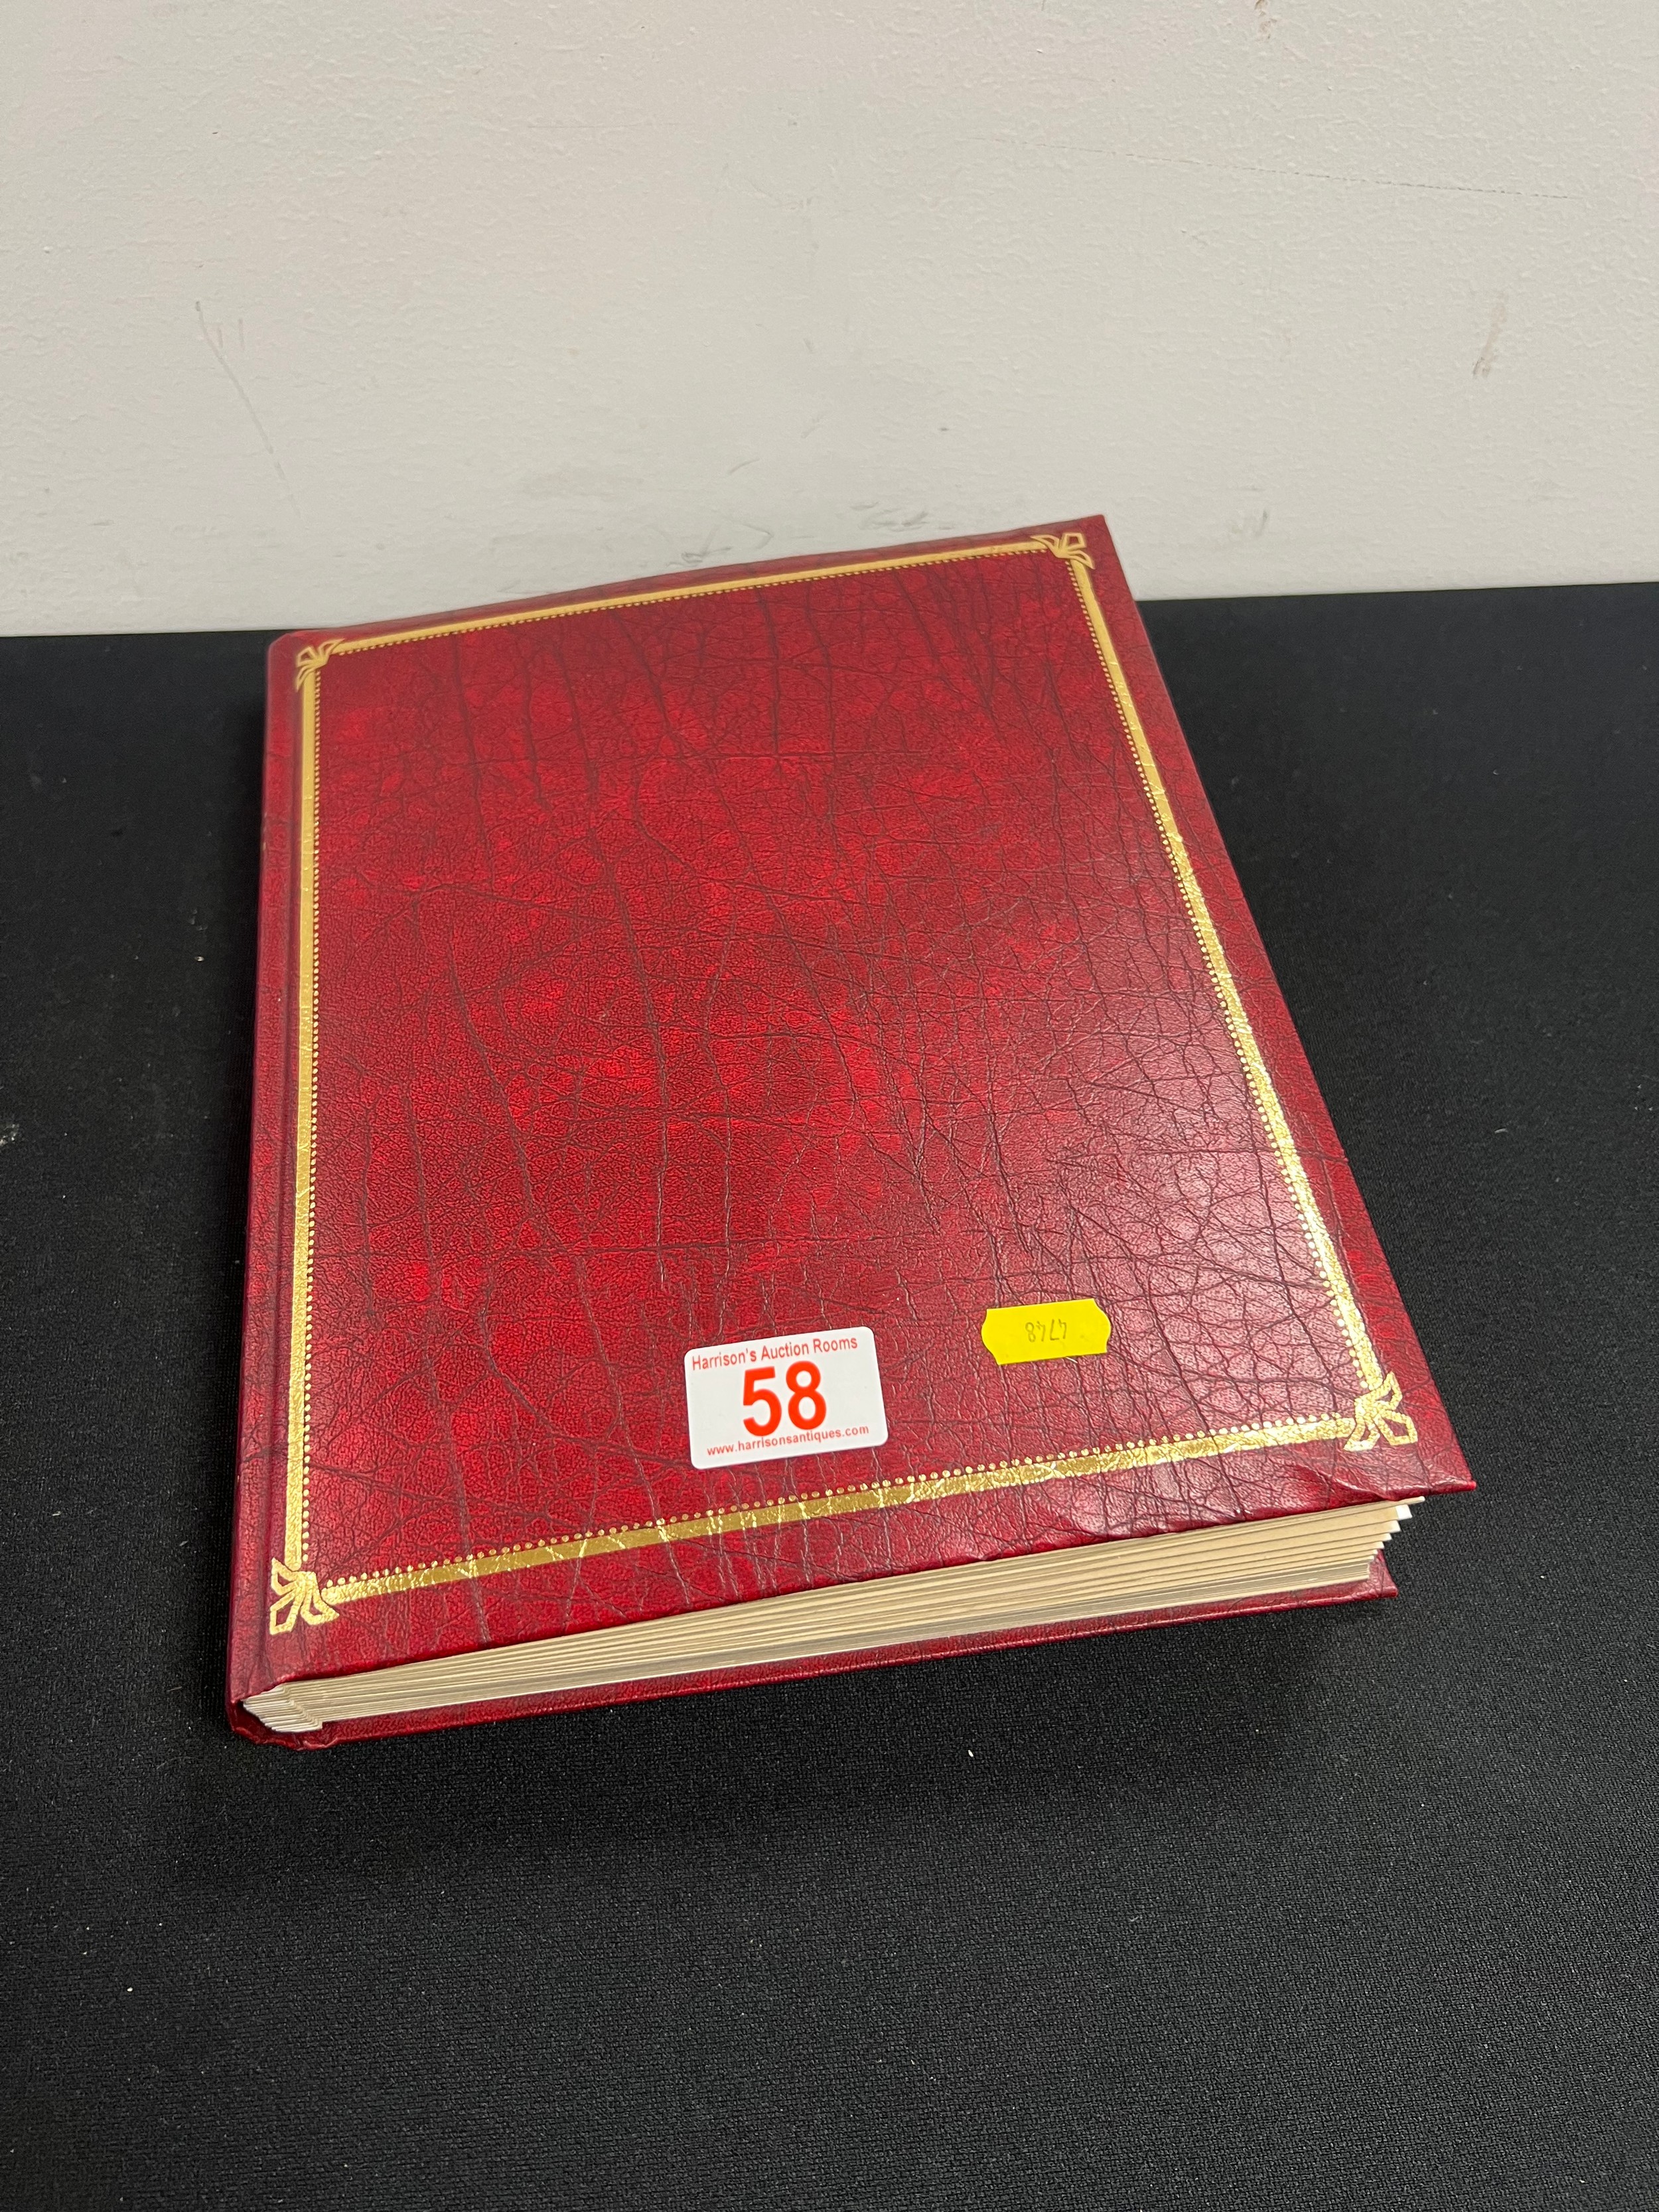 Harrison's Auction Rooms
58
www.harrisonsantiques.com
4748